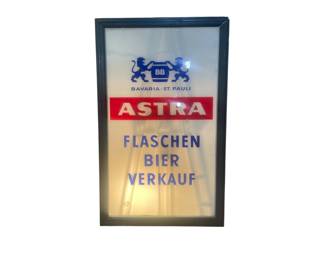 BB
BAVARIA-ST. PAULI
ASTRA
FLASCHEN
BIER
VERKAUF